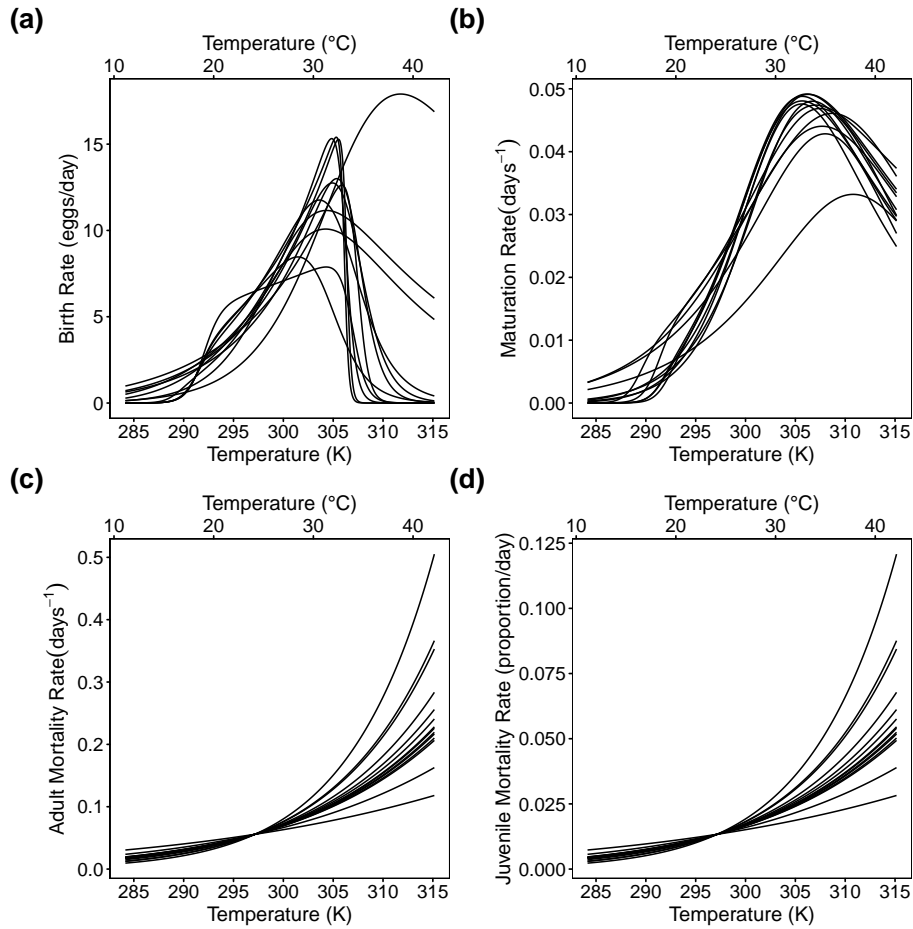 (a)
Temperature (°C)
10 20 30 40
Birth Rate (eggs/day)
15
10
5
0
285 290 295 300 305 310 315
Temperature (K)
(b)
Temperature (°C)
10 20 30 40
Maturation Rate(days⁻¹)
0.05
0.04
0.03
0.02
0.01
0.00
285 290 295 300 305 310 315
Temperature (K)
(c)
Temperature (°C)
10 20 30 40
Adult Mortality Rate(days⁻¹)
0.5
0.4
0.3
0.2
0.1
0.0
285 290 295 300 305 310 315
Temperature (K)
(d)
Temperature (°C)
10 20 30 40
Juvenile Mortality Rate (proportion/day)
0.125
0.100
0.075
0.050
0.025
0.000
285 290 295 300 305 310 315
Temperature (K)